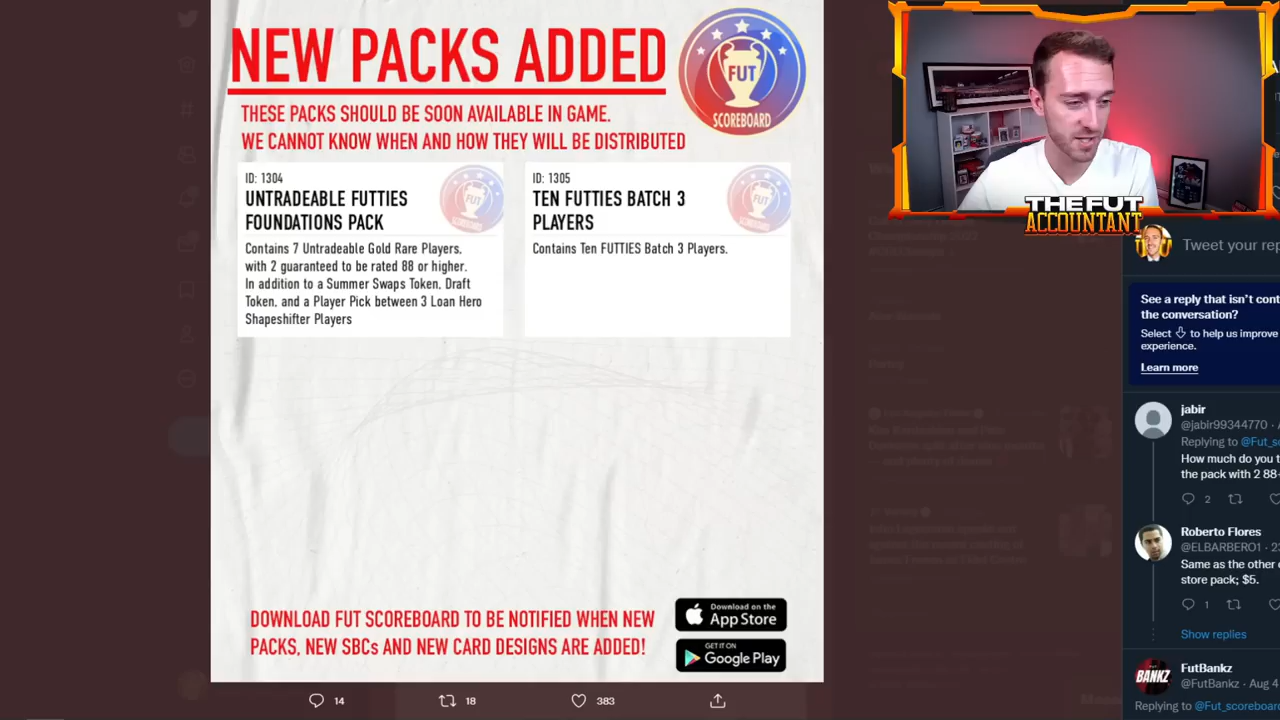 NEW PACKS ADDED
FUT
SCOREBOARD
THESE PACKS SHOULD BE SOON AVAILABLE IN GAME.
WE CANNOT KNOW WHEN AND HOW THEY WILL BE DISTRIBUTED
ID: 1304
UNTRADEABLE FUTTIES
FOUNDATIONS PACK
Contains 7 Untradeable Gold Rare Players,
with 2 guaranteed to be rated 88 or higher.
In addition to a Summer Swaps Token, Draft
Token, and a Player Pick between 3 Loan Hero
Shapeshifter Players
ID: 1305
TEN FUTTIES BATCH 3
PLAYERS
Contains Ten FUTTIES Batch 3 Players.
DOWNLOAD FUT SCOREBOARD TO BE NOTIFIED WHEN NEW
PACKS, NEW SBCs AND NEW CARD DESIGNS ARE ADDED!
Download on the
App Store
GET IT ON
Google Play
14
18
383
THE FUT
ACCOUNTANT
Tweet your rep
See a reply that isn't cont
the conversation?
Select to help us improve
experience.
Learn more
jabir
@jabir99344770 ·
Replying to @Fut_sc
How much do you t
the pack with 2 88+
2
Roberto Flores
@ELBARBERO1 · 23
Same as the other
store pack; $5.
1
Show replies
FutBankz
BANKZ
@FutBankz · Aug 4
Replying to @Fut_scoreboard